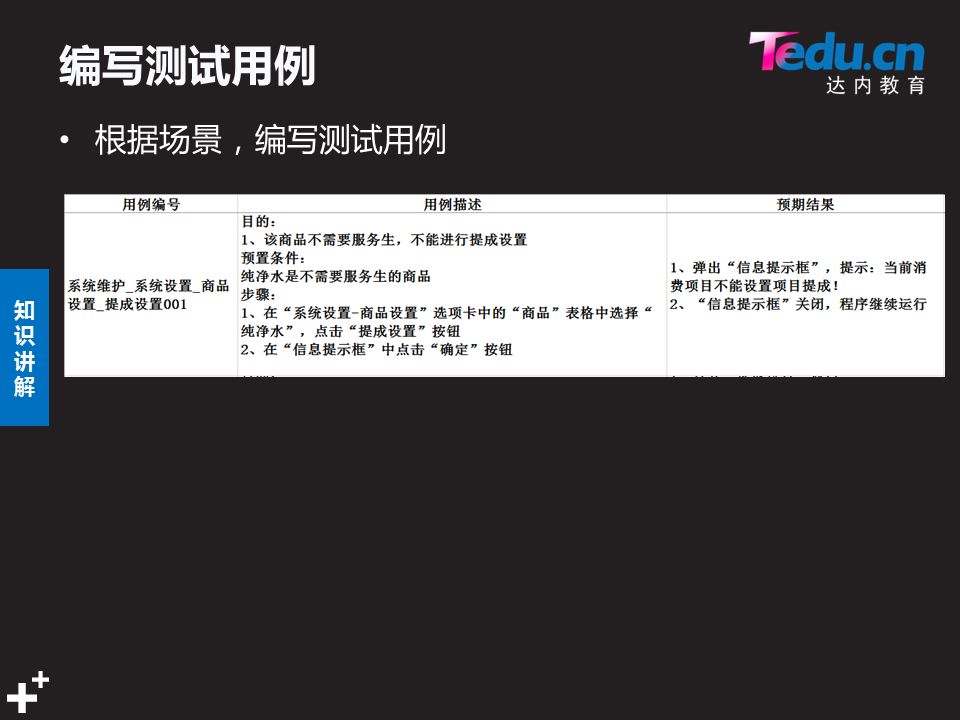 编写测试用例
Tedu.cn
达内教育
• 根据场景，编写测试用例
用例编号 用例描述 预期结果
系统维护_系统设置_商品
设置_提成设置001
目的：
1、该商品不需要服务生，不能进行提成设置
预置条件：
纯净水是不需要服务生的商品
步骤：
1、在“系统设置-商品设置”选项卡中的“商品”表格中选择“
纯净水”，点击“提成设置”按钮
2、在“信息提示框”中点击“确定”按钮
1、弹出“信息提示框”，提示：当前消
费项目不能设置项目提成！
2、“信息提示框”关闭，程序继续运行
知
识
讲
解